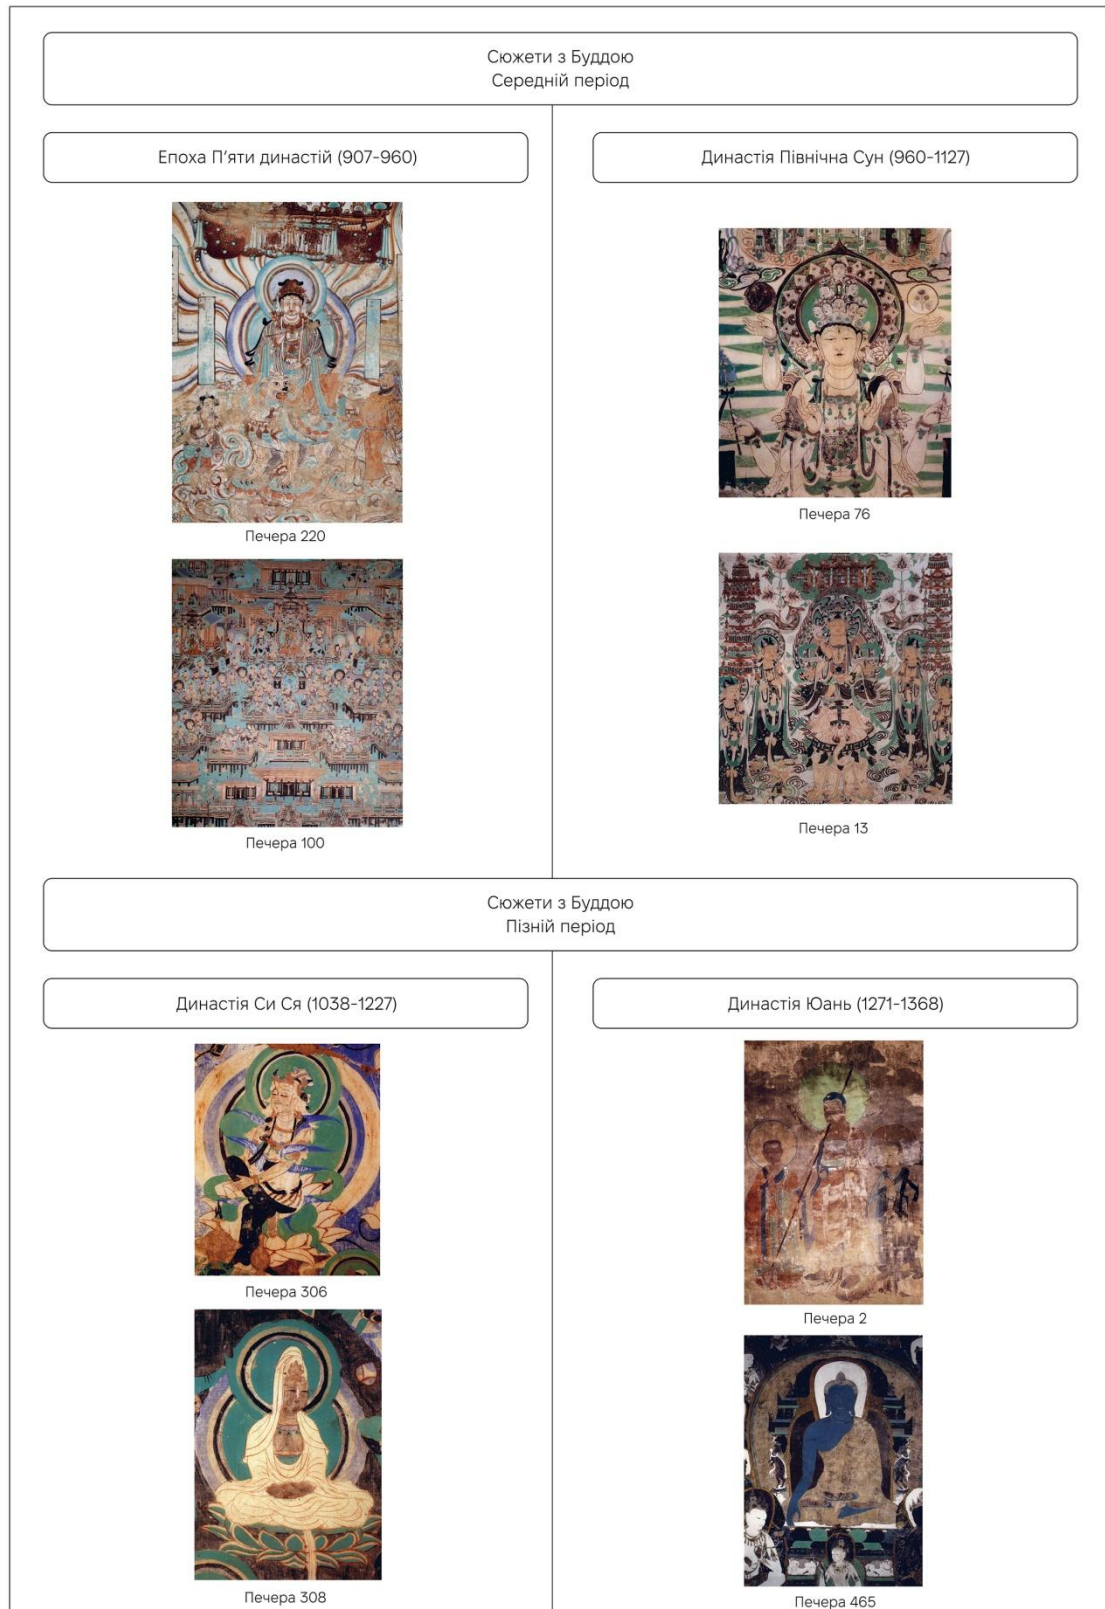 Сюжети з Буддою
Середній період
Епоха П'яти династій (907-960)
Династія Північна Сун (960-1127)
Печера 220
Печера 76
Печера 100
Печера 13
Сюжети з Буддою
Пізній період
Династія Си Ся (1038-1227)
Династія Юань (1271-1368)
Печера 306
Печера 2
Печера 308
Печера 465